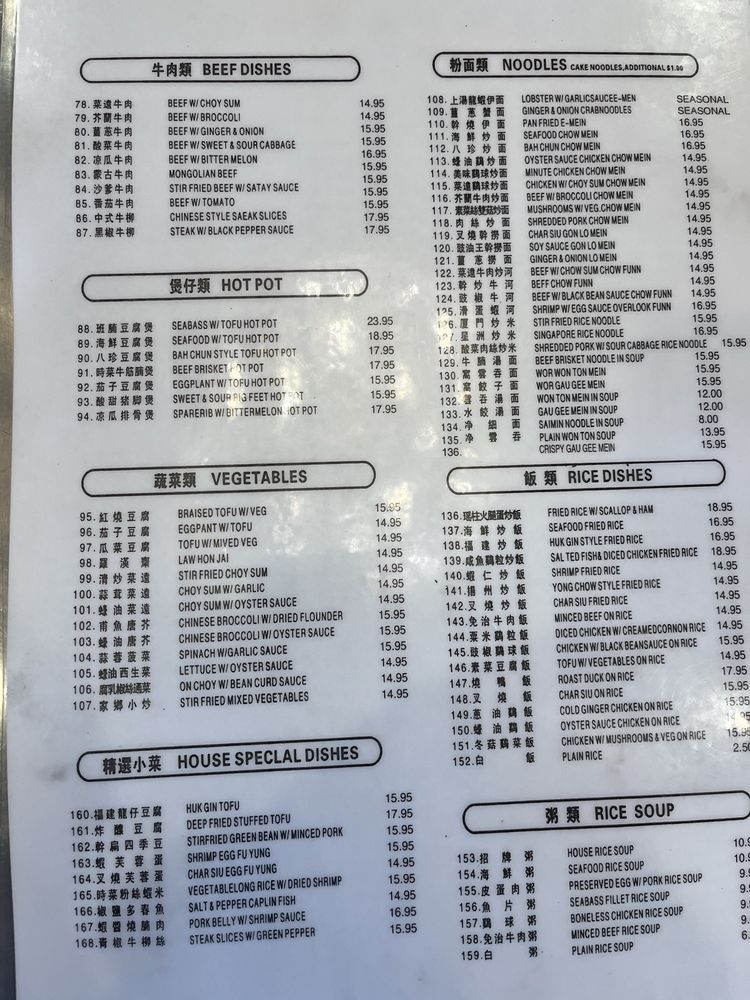 牛肉類 BEEF DISHES
78. 菜遠牛肉 BEEF W/ CHOY SUM 14.95
79. 芥蘭牛肉 BEEF W/ BROCCOLI 14.95
80. 薑葱牛肉 BEEF W/ GINGER & ONION 15.95
81. 酸菜牛肉 BEEF W/ SWEET & SOUR CABBAGE 15.95
82. 凉瓜牛肉 BEEF W/ BITTER MELON 16.95
83. 蒙古牛肉 MONGOLIAN BEEF 15.95
84. 沙爹牛肉 STIR FRIED BEEF W/ SATAY SAUCE 15.95
85. 番茄牛肉 BEEF W/ TOMATO 15.95
86. 中式牛柳 CHINESE STYLE SAEAK SLICES 17.95
87. 黑椒牛柳 STEAK W/ BLACK PEPPER SAUCE 17.95
煲仔類 HOT POT
88. 班腩豆腐煲 SEABASS W/ TOFU HOT POT 23.95
89. 海鮮豆腐煲 SEAFOOD W/ TOFU HOT POT 18.95
90. 八珍豆腐煲 BAH CHUN STYLE TOFU HOT POT 17.95
91. 時菜牛筋腩煲 BEEF BRISKET HOT POT 17.95
92. 茄子豆腐煲 EGGPLANT W/ TOFU HOT POT 15.95
93. 酸甜猪脚煲 SWEET & SOUR PIG FEET HOT POT 15.95
94. 凉瓜排骨煲 SPARERIB W/ BITTERMELON HOT POT 17.95
蔬菜類 VEGETABLES
95. 紅燒豆腐 BRAISED TOFU W/ VEG 15.95
96. 茄子豆腐 EGGPANT W/ TOFU 14.95
97. 瓜菜豆腐 TOFU W/ MIVED VEG 14.95
98. 羅漢齋 LAW HON JAI 14.95
99. 清炒菜遠 STIR FRIED CHOY SUM 14.95
100. 蒜茸菜遠 CHOY SUM W/ GARLIC 14.95
101. 蠔油菜遠 CHOY SUM W/ OYSTER SAUCE 14.95
102. 甫魚唐芥 CHINESE BROCCOLI W/ DRIED FLOUNDER 15.95
103. 蠔油唐芥 CHINESE BROCCOLI W/ OYSTER SAUCE 15.95
104. 蒜蓉菠菜 SPINACH W/GARLIC SAUCE 15.95
105. 蠔油西生菜 LETTUCE W/ OYSTER SAUCE 14.95
106. 腐乳椒絲通菜 ON CHOY W/ BEAN CURD SAUCE 15.95
107. 家鄉小炒 STIR FRIED MIXED VEGETABLES 14.95
精選小菜 HOUSE SPECLAL DISHES
160. 福建龍仔豆腐 HUK GIN TOFU 15.95
161. 炸釀豆腐 DEEP FRIED STUFFED TOFU 17.95
162. 幹扁四季豆 STIRFRIED GREEN BEAN W/ MINCED PORK 15.95
163. 蝦芙蓉蛋 SHRIMP EGG FU YUNG 15.95
164. 叉燒芙蓉蛋 CHAR SIU EGG FU YUNG 14.95
165. 時菜粉絲蝦米 VEGETABLELONG RICE W/ DRIED SHRIMP 15.95
166. 椒鹽多春魚 SALT & PEPPER CAPLIN FISH 14.95
167. 蝦醬燒腩肉 PORK BELLY W/ SHRIMP SAUCE 16.95
168. 青椒牛柳絲 STEAK SLICES W/ GREEN PEPPER 15.95
粉面類 NOODLES CAKE NOODLES,ADDITIONAL $1.00
108. 上湯龍蝦伊面 LOBSTER W/ GARLICSAUCEE-MEN SEASONAL
109. 薑葱蟹面 GINGER & ONION CRABNOODLES SEASONAL
110. 幹燒伊面 PAN FRIED E-MEIN 16.95
111. 海鮮炒面 SEAFOOD CHOW MEIN 16.95
112. 八珍炒面 BAH CHUN CHOW MEIN 16.95
113. 蠔油鷄炒面 OYSTER SAUCE CHICKEN CHOW MEIN 15.95
114. 美味鷄球炒面 MINUTE CHICKEN CHOW MEIN 15.95
115. 菜遠鷄球炒面 CHICKEN W/ CHOY SUM CHOW MEIN 15.95
116. 芥蘭牛肉炒面 BEEF W/ BROCCOLI CHOW MEIN 15.95
117. 素菜絲雙菇炒面 MUSHROOMS W/ VEG.CHOW MEIN 15.95
118. 肉絲炒面 SHREDDED PORK CHOW MEIN 15.95
119. 叉燒幹撈面 CHAR SIU GON LO MEIN 15.95
120. 豉油王幹撈面 SOY SAUCE GON LO MEIN 14.95
121. 薑葱撈面 GINGER & ONION LO MEIN 14.95
122. 菜遠牛肉炒河 BEEF W/ CHOW SUM CHOW FUNN 15.95
123. 幹炒牛河 BEFF CHOW FUNN 14.95
124. 豉椒牛河 BEEF W/ BLACK BEAN SAUCE CHOW FUNN 14.95
125. 滑蛋蝦河 SHRIMP W/ EGG SAUCE OVERLOOK FUNN 16.95
126. 厦門炒米 STIR FRIED RICE NOODLE 15.95
127. 星洲炒米 SINGAPORE RICE NOODLE 16.95
128. 酸菜肉絲炒米 SHREDDED PORK W/ SOUR CABBAGE RICE NOODLE 15.95
129. 牛腩湯面 BEEF BRISKET NOODLE IN SOUP 15.95
130. 窩雲吞面 WOR WON TON MEIN 15.95
131. 窩餃子面 WOR GAU GEE MEIN 15.95
132. 雲吞湯面 WON TON MEIN IN SOUP 12.00
133. 水餃湯面 GAU GEE MEIN IN SOUP 12.00
134. 净細面 SAIMIN NOODLE IN SOUP 8.00
135. 净雲吞 PLAIN WON TON SOUP 13.95
136. CRISPY GAU GEE MEIN 15.95
飯類 RICE DISHES
136. 瑶柱火腿蛋炒飯 FRIED RICE W/ SCALLOP & HAM 18.95
137. 海鮮炒飯 SEAFOOD FRIED RICE 16.95
138. 福建炒飯 HUK GIN STYLE FRIED RICE 16.95
139. 咸魚鷄粒炒飯 SAL TED FISH& DICED CHICKEN FRIED RICE 18.95
140. 蝦仁炒飯 SHRIMP FRIED RICE 14.95
141. 揚州炒飯 YONG CHOW STYLE FRIED RICE 14.95
142. 叉燒炒飯 CHAR SIU FRIED RICE 14.95
143. 免治牛肉飯 MINCED BEEF ON RICE 14.95
144. 粟米鷄粒飯 DICED CHICKEN W/ CREAMEDCORNON RICE 14.95
145. 豉椒鷄球飯 CHICKEN W/ BLACK BEANSAUCE ON RICE 15.95
146. 素菜豆腐飯 TOFU W/ VEGETABLES ON RICE 14.95
147. 燒鴨飯 ROAST DUCK ON RICE 17.95
148. 叉燒飯 CHAR SIU ON RICE 15.95
149. 葱油鷄飯 COLD GINGER CHICKEN ON RICE 15.95
150. 蠔油鷄飯 OYSTER SAUCE CHICKEN ON RICE
151. 冬菇鷄菜飯 CHICKEN W/ MUSHROOMS & VEG ON RICE 15.95
152. 白飯 PLAIN RICE 2.50
粥類 RICE SOUP
153. 招牌粥 HOUSE RICE SOUP 10.
154. 海鮮粥 SEAFOOD RICE SOUP 10.
155. 皮蛋肉粥 PRESERVED EGG W/ PORK RICE SOUP 9.
156. 魚片粥 SEABASS FILLET RICE SOUP 9.
157. 鷄球粥 BONELESS CHICKEN RICE SOUP 9.
158. 免治牛肉粥 MINCED BEEF RICE SOUP 9.
159. 白粥 PLAIN RICE SOUP 6.